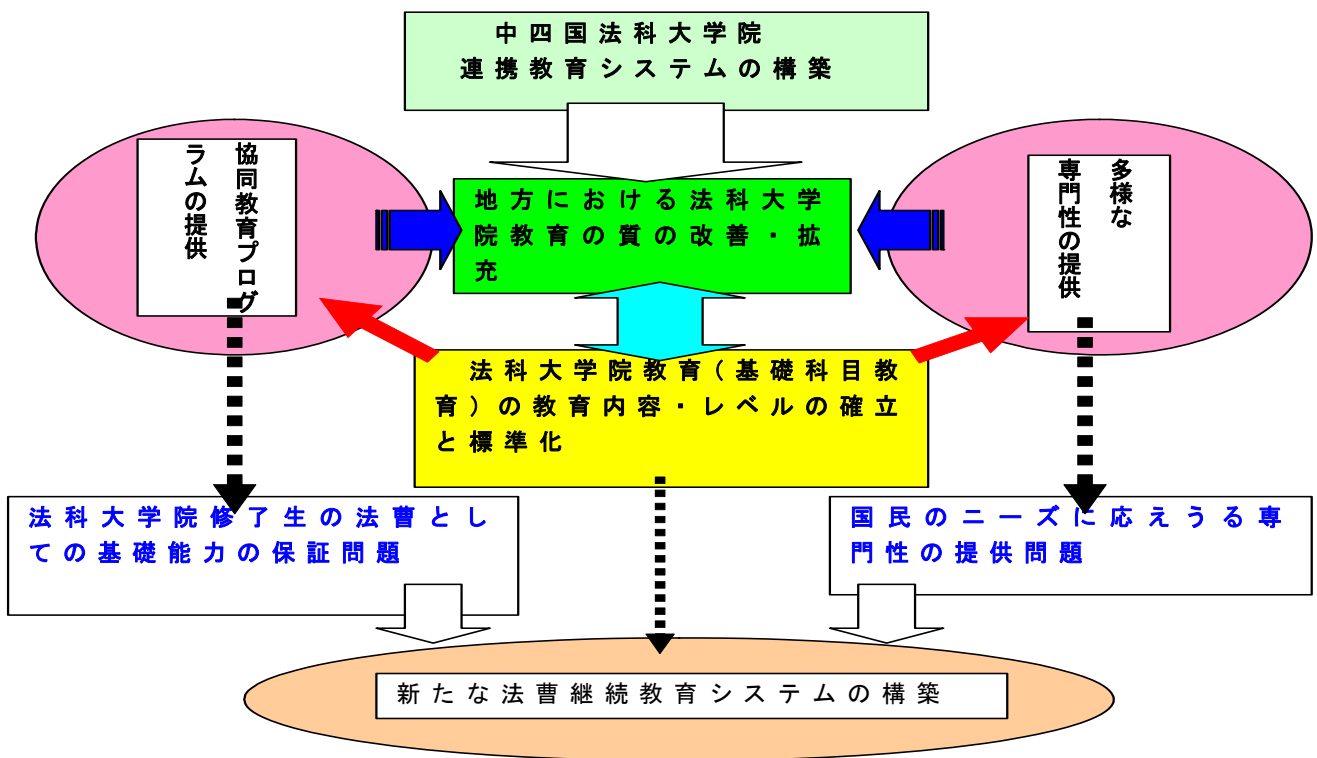 中四国法科大学院
連携教育システムの構築
協同教育プログ
ラムの提供
地方における法科大学
院教育の質の改善・拡
充
多様な
専門性の提供
法科大学院教育(基礎科目教
育)の教育内容・レベルの確立
と標準化
法科大学院修了生の法曹とし
ての基礎能力の保証問題
国民のニーズに応えうる専
門性の提供問題
新たな法曹継続教育システムの構築